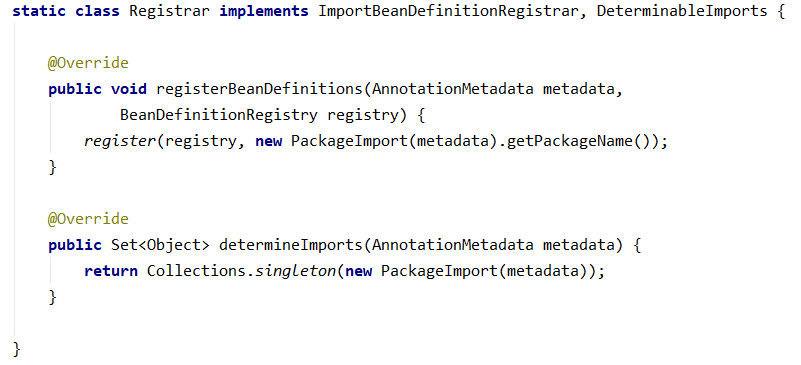 static class Registrar implements ImportBeanDefinitionRegistrar, DeterminableImports {
@Override
public void registerBeanDefinitions(AnnotationMetadata metadata,
BeanDefinitionRegistry registry) {
register(registry, new PackageImport(metadata).getPackageName());
}
@Override
public Set<Object> determineImports(AnnotationMetadata metadata) {
return Collections.singleton(new PackageImport(metadata));
}
}